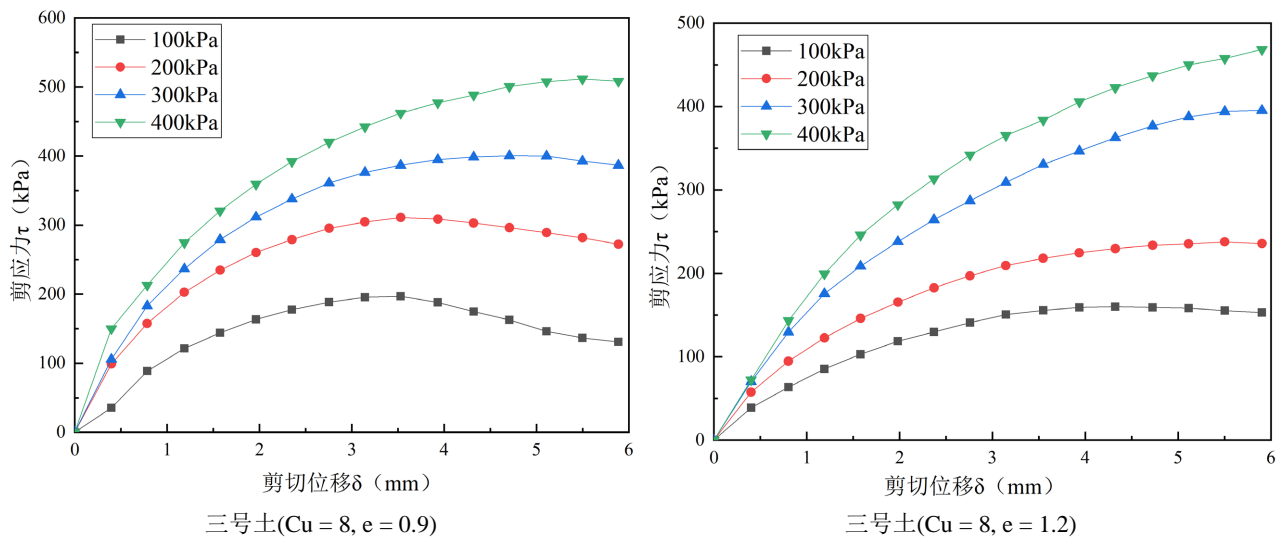 600
500
400
300
200
100
0
剪应力τ（kPa）
100kPa
200kPa
300kPa
400kPa
0 1 2 3 4 5 6
剪切位移δ（mm）
三号土(Cu = 8, e = 0.9)
500
400
300
200
100
0
剪应力τ（kPa）
100kPa
200kPa
300kPa
400kPa
0 1 2 3 4 5 6
剪切位移δ（mm）
三号土(Cu = 8, e = 1.2)